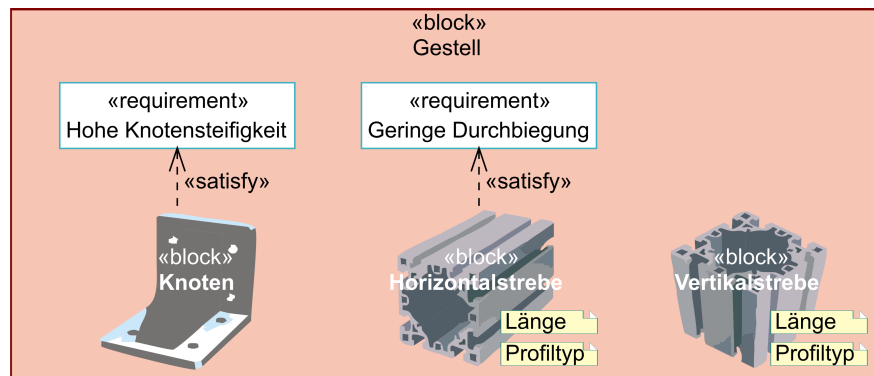 «block»
Gestell
«requirement»
Hohe Knotensteifigkeit
«requirement»
Geringe Durchbiegung
«satisfy»
«satisfy»
«block»
Knoten
«block»
Horizontalstrebe
«block»
Vertikalstrebe
Länge
Profiltyp
Länge
Profiltyp